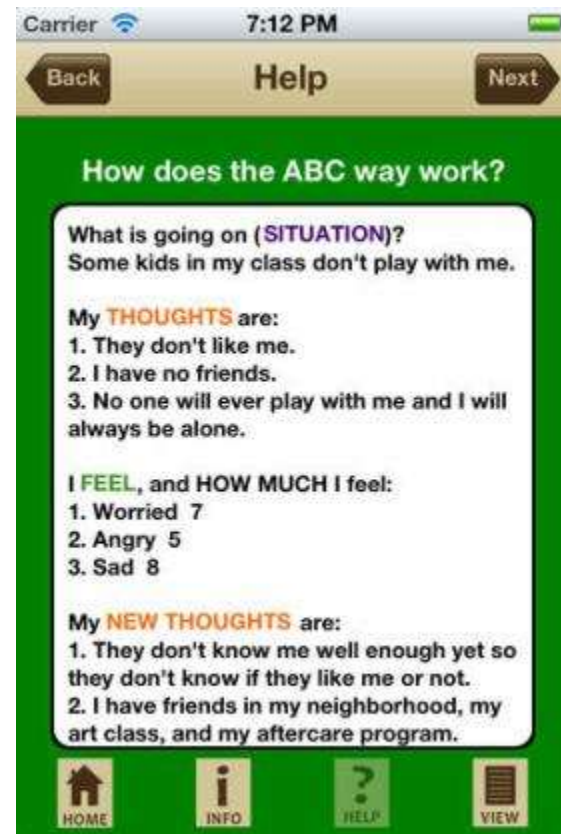 Carrier 7:12 PM
Back Help Next
How does the ABC way work?
What is going on (SITUATION)?
Some kids in my class don't play with me.
My THOUGHTS are:
1. They don't like me.
2. I have no friends.
3. No one will ever play with me and I will
always be alone.
I FEEL, and HOW MUCH I feel:
1. Worried 7
2. Angry 5
3. Sad 8
My NEW THOUGHTS are:
1. They don't know me well enough yet so
they don't know if they like me or not.
2. I have friends in my neighborhood, my
art class, and my aftercare program.
HOME INFO HELP VIEW